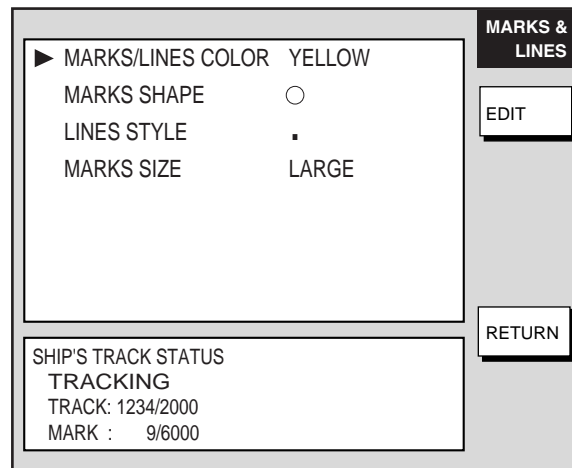 MARKS &
LINES
▶ MARKS/LINES COLOR YELLOW
MARKS SHAPE ○
LINES STYLE .
MARKS SIZE LARGE
EDIT
RETURN
SHIP'S TRACK STATUS
TRACKING
TRACK: 1234/2000
MARK : 9/6000